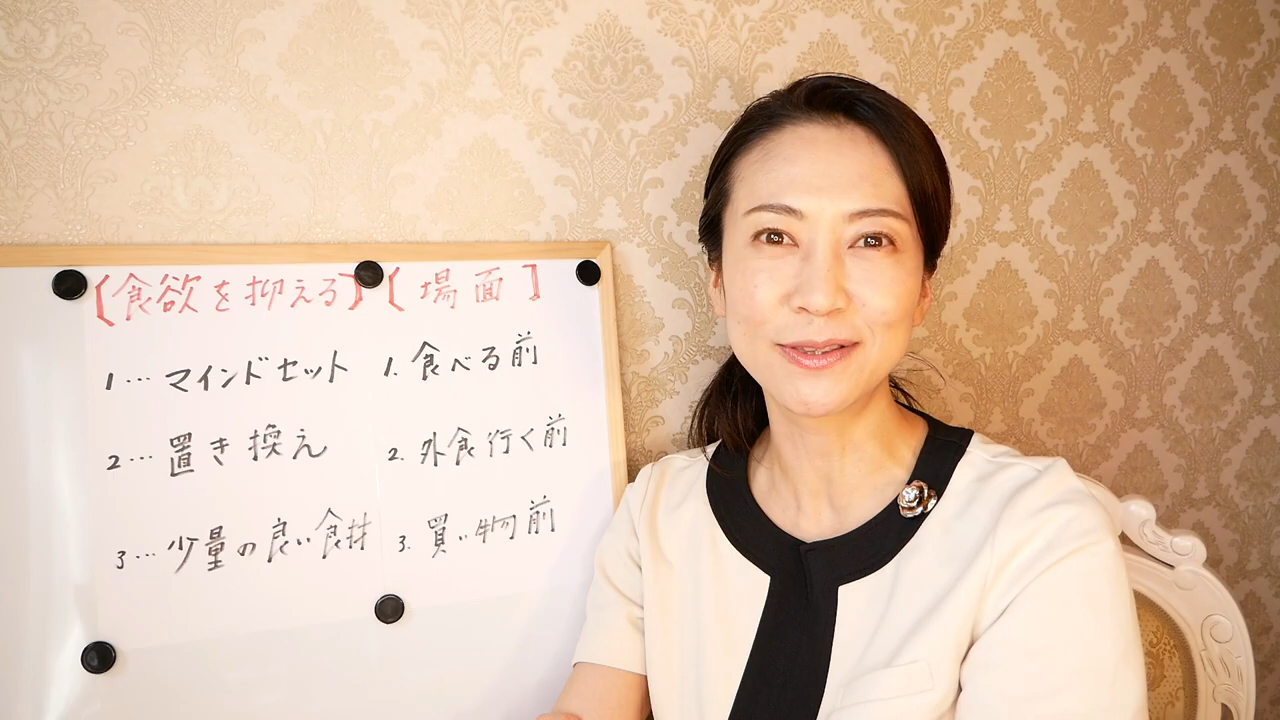 【食欲を抑える】
1… マインドセット
2… 置き換え
3… 少量の良い食材
【場面】
1. 食べる前
2. 外食行く前
3. 買い物前